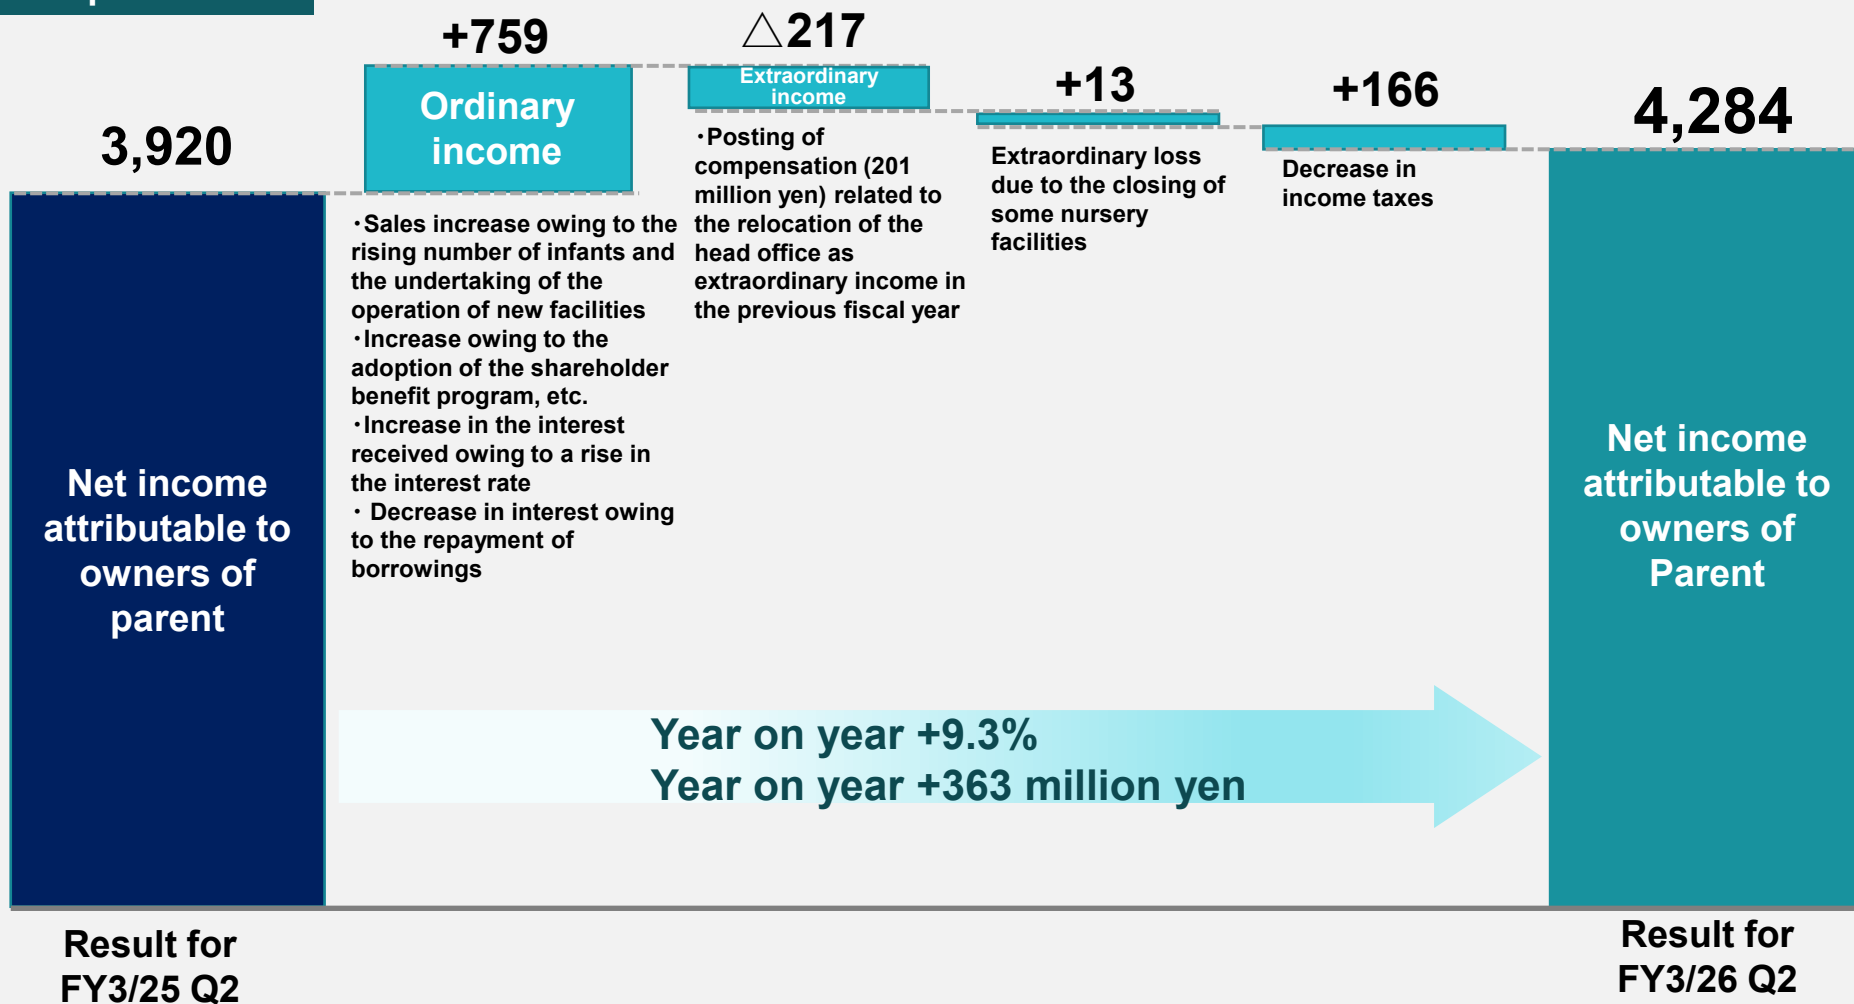 3,920
Net income
attributable to
owners of
parent
Result for
FY3/25 Q2
+759
Ordinary
income
・Sales increase owing to the
rising number of infants and
the undertaking of the
operation of new facilities
・Increase owing to the
adoption of the shareholder
benefit program, etc.
・Increase in the interest
received owing to a rise in
the interest rate
・ Decrease in interest owing
to the repayment of
borrowings
△217
Extraordinary
income
・Posting of
compensation (201
million yen) related to
the relocation of the
head office as
extraordinary income in
the previous fiscal year
+13
Extraordinary loss
due to the closing of
some nursery
facilities
+166
Decrease in
income taxes
Year on year +9.3%
Year on year +363 million yen
4,284
Net income
attributable to
owners of
Parent
Result for
FY3/26 Q2